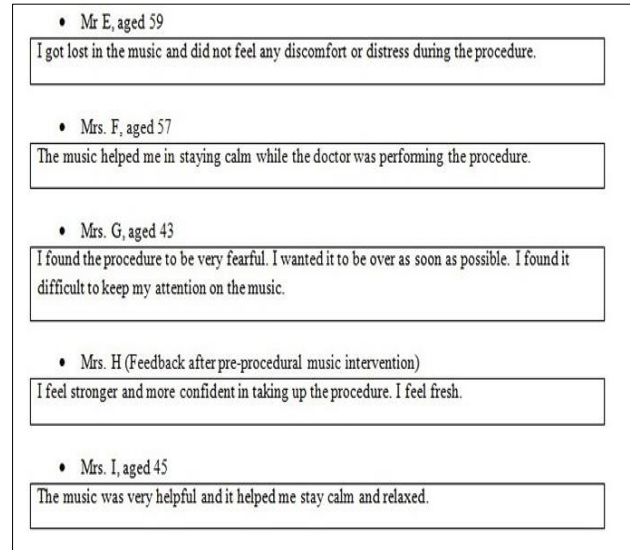 • Mr E, aged 59
I got lost in the music and did not feel any discomfort or distress during the procedure.
• Mrs. F, aged 57
The music helped me in staying calm while the doctor was performing the procedure.
• Mrs. G, aged 43
I found the procedure to be very fearful. I wanted it to be over as soon as possible. I found it
difficult to keep my attention on the music.
• Mrs. H (Feedback after pre-procedural music intervention)
I feel stronger and more confident in taking up the procedure. I feel fresh.
• Mrs. I, aged 45
The music was very helpful and it helped me stay calm and relaxed.